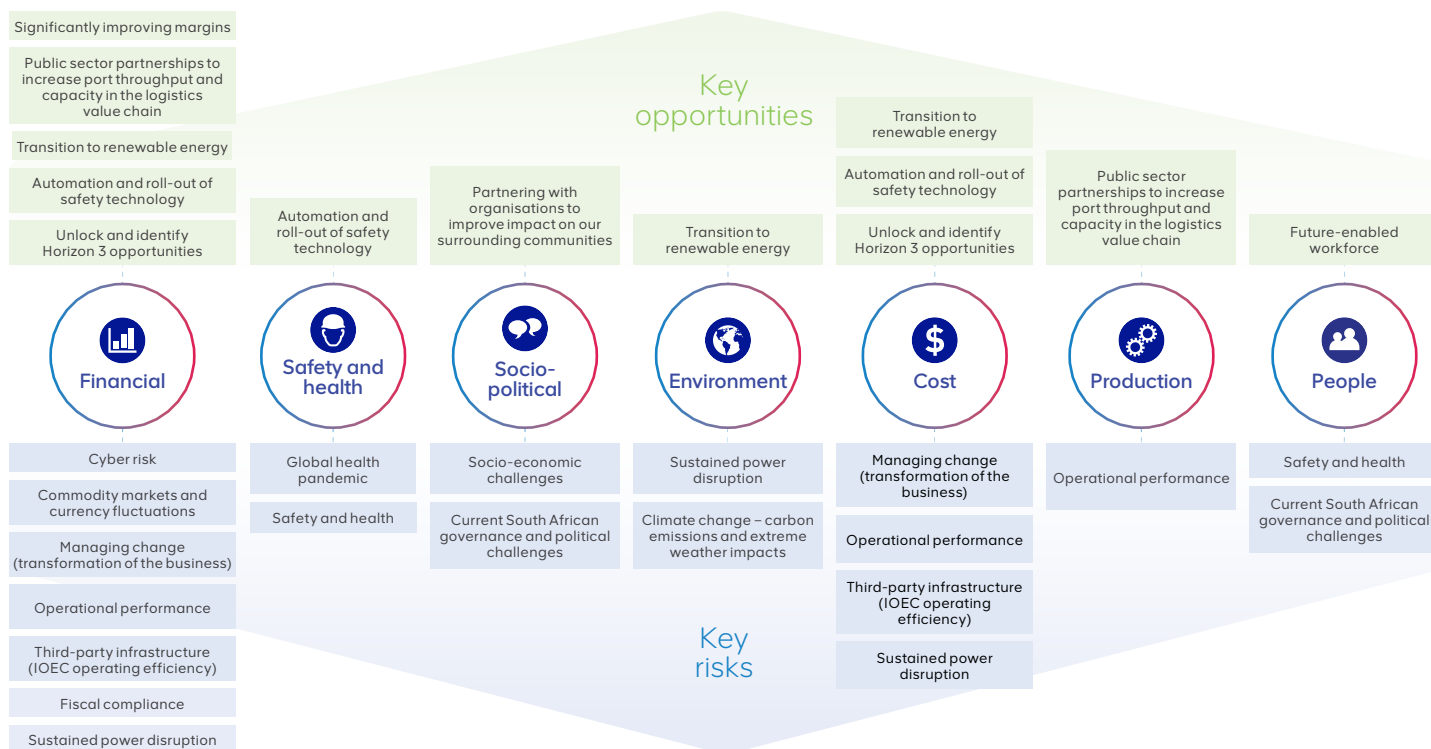 Key
opportunities
Significantly improving margins
Public sector partnerships to
increase port throughput and
capacity in the logistics
value chain
Transition to renewable energy
Automation and roll-out of
safety technology
Unlock and identify
Horizon 3 opportunities
Automation and
roll-out of safety
technology
Partnering with
organisations to
improve impact on our
surrounding communities
Transition to
renewable energy
Transition to
renewable energy
Automation and roll-out of
safety technology
Unlock and identify
Horizon 3 opportunities
Public sector
partnerships to increase
port throughput and
capacity in the logistics
value chain
Future-enabled
workforce
Financial
Safety and
health
Socio-
political
Environment
$
Cost
Production
People
Cyber risk
Commodity markets and
currency fluctuations
Managing change
(transformation of the business)
Operational performance
Third-party infrastructure
(IOEC operating efficiency)
Fiscal compliance
Sustained power disruption
Global health
pandemic
Safety and health
Socio-economic
challenges
Current South African
governance and political
challenges
Sustained power
disruption
Climate change – carbon
emissions and extreme
weather impacts
Managing change
(transformation of the
business)
Operational performance
Third-party infrastructure
(IOEC operating
efficiency)
Sustained power
disruption
Operational performance
Safety and health
Current South African
governance and political
challenges
Key
risks